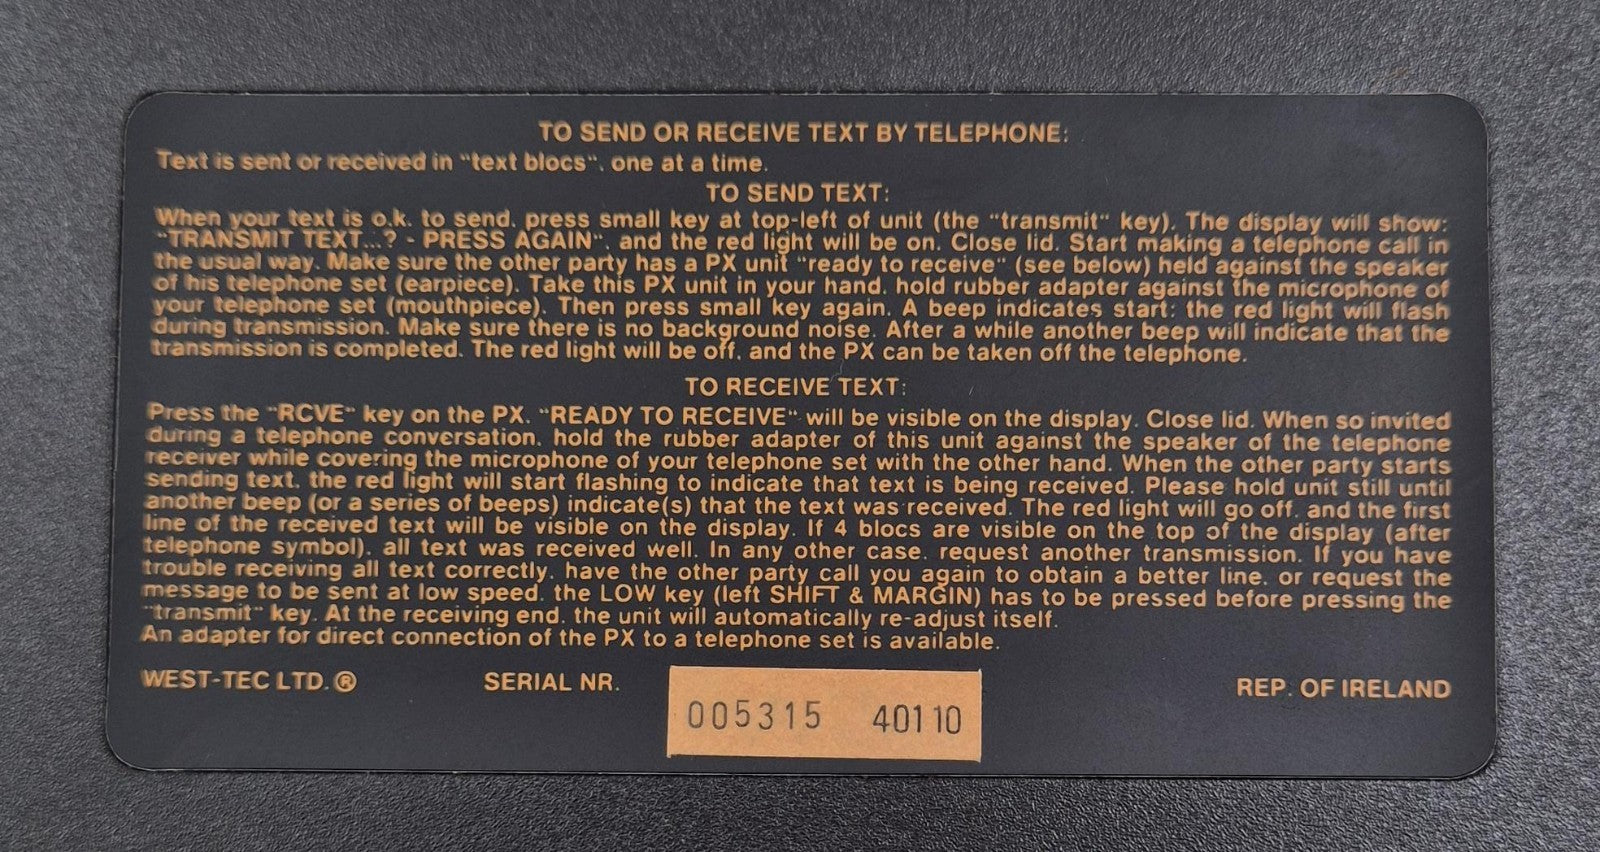 TO SEND OR RECEIVE TEXT BY TELEPHONE:
Text is sent or received in "text blocs", one at a time.
TO SEND TEXT:
When your text is o.k. to send, press small key at top-left of unit (the "transmit" key). The display will show:
"TRANSMIT TEXT...? - PRESS AGAIN", and the red light will be on. Close lid. Start making a telephone call in
the usual way. Make sure the other party has a PX unit "ready to receive" (see below) held against the speaker
of his telephone set (earpiece). Take this PX unit in your hand, hold rubber adapter against the microphone of
your telephone set (mouthpiece). Then press small key again. A beep indicates start; the red light will flash
during transmission. Make sure there is no background noise. After a while another beep will indicate that the
transmission is completed. The red light will be off, and the PX can be taken off the telephone.
TO RECEIVE TEXT:
Press the "RCVE" key on the PX. "READY TO RECEIVE" will be visible on the display. Close lid. When so invited
during a telephone conversation, hold the rubber adapter of this unit against the speaker of the telephone
receiver while covering the microphone of your telephone set with the other hand. When the other party starts
sending text, the red light will start flashing to indicate that text is being received. Please hold unit still until
another beep (or a series of beeps) indicate(s) that the text was received. The red light will go off, and the first
line of the received text will be visible on the display. If 4 blocs are visible on the top of the display (after
telephone symbol), all text was received well. In any other case, request another transmission. If you have
trouble receiving all text correctly, have the other party call you again to obtain a better line, or request the
message to be sent at low speed, the LOW key (left SHIFT & MARGIN) has to be pressed before pressing the
"transmit" key. At the receiving end, the unit will automatically re-adjust itself.
An adapter for direct connection of the PX to a telephone set is available.
WEST-TEC LTD. ® SERIAL NR. 005315 40110 REP. OF IRELAND